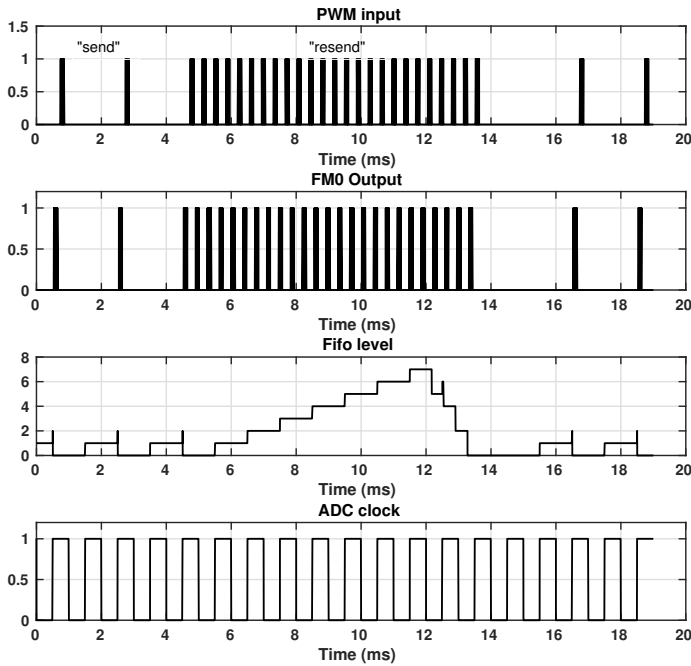 PWM input
1.5
"send" "resend"
1
0.5
0
0 2 4 6 8 10 12 14 16 18 20
Time (ms)
FM0 Output
1
0.5
0
0 2 4 6 8 10 12 14 16 18 20
Time (ms)
Fifo level
8
6
4
2
0
0 2 4 6 8 10 12 14 16 18 20
Time (ms)
ADC clock
1
0.5
0
0 2 4 6 8 10 12 14 16 18 20
Time (ms)